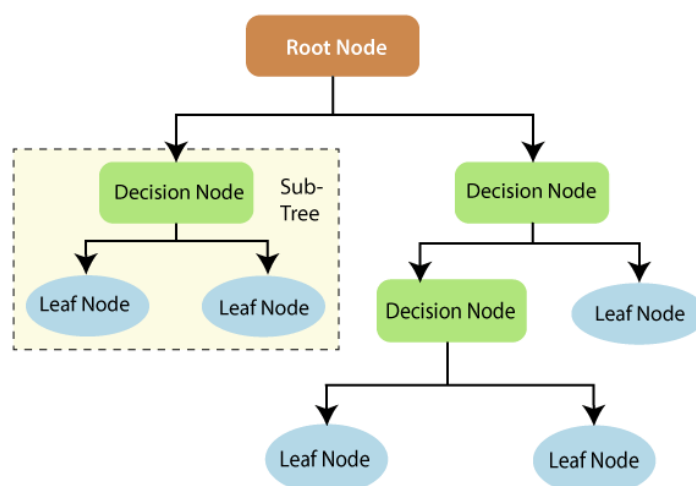 Root Node
Decision Node
Sub-
Tree
Decision Node
Leaf Node
Leaf Node
Decision Node
Leaf Node
Leaf Node
Leaf Node